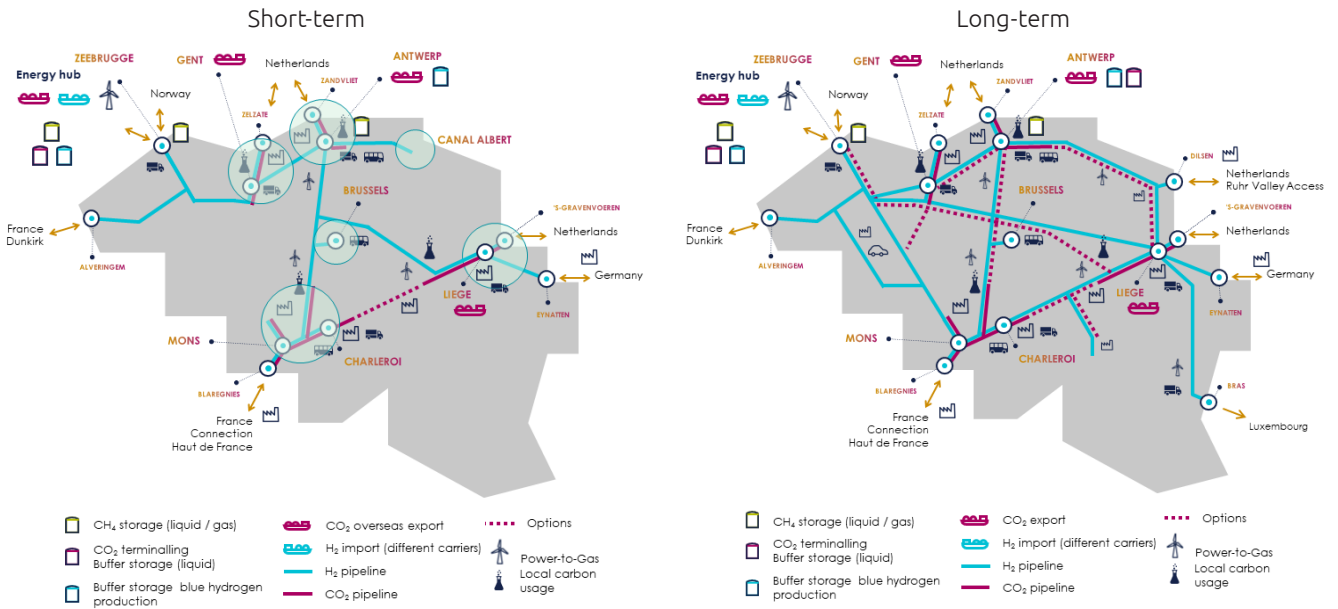 Short-term
ZEEBRUGGE
GENT
ANTWERP
Netherlands
Energy hub
ZANDVLIET
Norway
ZELZATE
CANAL ALBERT
BRUSSELS
'S-GRAVENVOEREN
France
Dunkirk
Netherlands
ALVERINGEM
Germany
LIEGE
EYNATTEN
MONS
CHARLEROI
BLAREGNIES
France
Connection
Haut de France
CH₄ storage (liquid / gas)
CO₂ terminalling
Buffer storage (liquid)
Buffer storage blue hydrogen
production
CO₂ overseas export
H₂ import (different carriers)
H₂ pipeline
CO₂ pipeline
Options
Power-to-Gas
Local carbon
usage
Long-term
ZEEBRUGGE
GENT
ANTWERP
Netherlands
Energy hub
ZANDVLIET
Norway
ZELZATE
DILSEN
Netherlands
Ruhr Valley Access
BRUSSELS
'S-GRAVENVOEREN
France
Dunkirk
Netherlands
ALVERINGEM
Germany
LIEGE
EYNATTEN
MONS
CHARLEROI
BLAREGNIES
BRAS
France
Connection
Haut de France
Luxembourg
CH₄ storage (liquid / gas)
CO₂ terminalling
Buffer storage (liquid)
Buffer storage blue hydrogen
production
CO₂ export
H₂ import (different carriers)
H₂ pipeline
CO₂ pipeline
Options
Power-to-Gas
Local carbon
usage